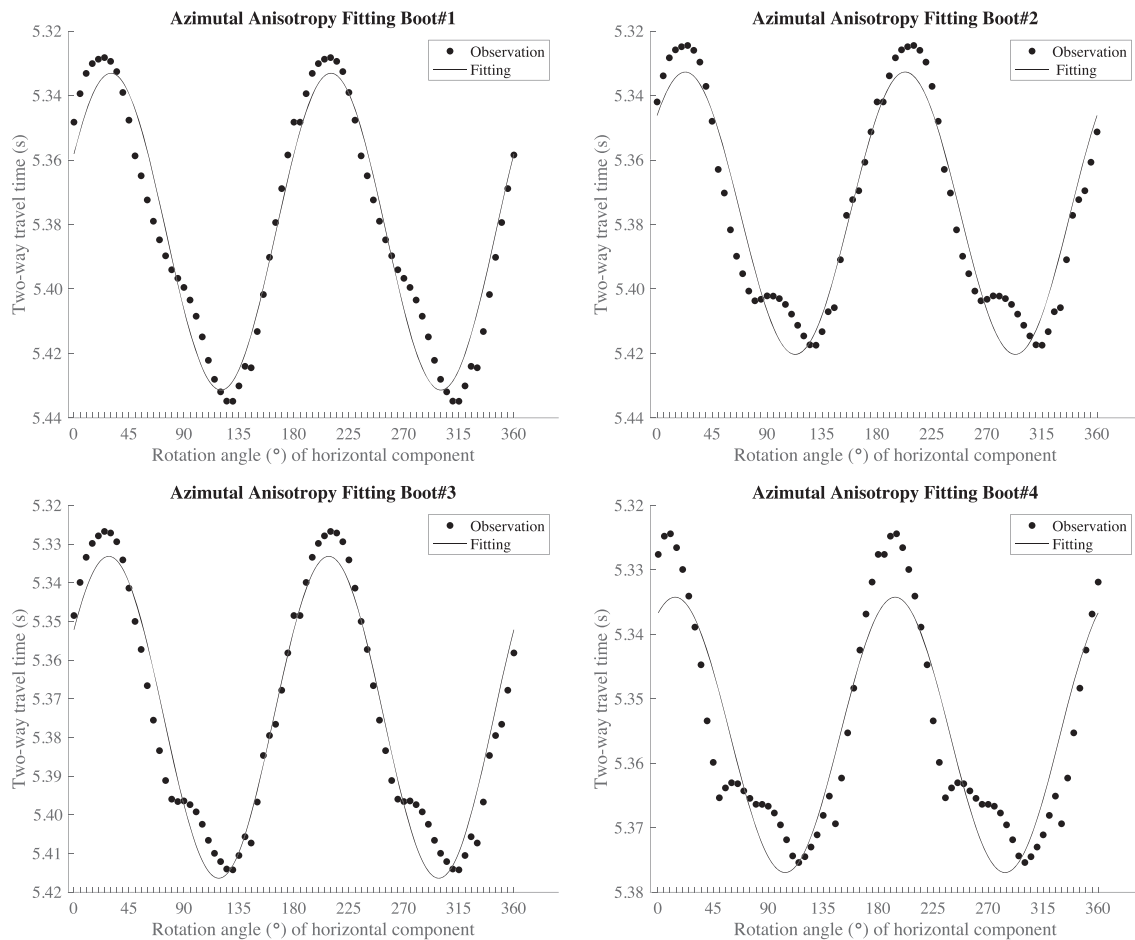 Azimutal Anisotropy Fitting Boot#1
5.32
5.34
5.36
5.38
5.40
5.42
5.44
Two-way travel time (s)
Observation
Fitting
0 45 90 135 180 225 270 315 360
Rotation angle (°) of horizontal component
Azimutal Anisotropy Fitting Boot#2
5.32
5.34
5.36
5.38
5.40
5.42
5.44
Two-way travel time (s)
Observation
Fitting
0 45 90 135 180 225 270 315 360
Rotation angle (°) of horizontal component
Azimutal Anisotropy Fitting Boot#3
5.32
5.33
5.34
5.35
5.36
5.37
5.38
5.39
5.40
5.41
5.42
Two-way travel time (s)
Observation
Fitting
0 45 90 135 180 225 270 315 360
Rotation angle (°) of horizontal component
Azimutal Anisotropy Fitting Boot#4
5.32
5.33
5.34
5.35
5.36
5.37
5.38
Two-way travel time (s)
Observation
Fitting
0 45 90 135 180 225 270 315 360
Rotation angle (°) of horizontal component